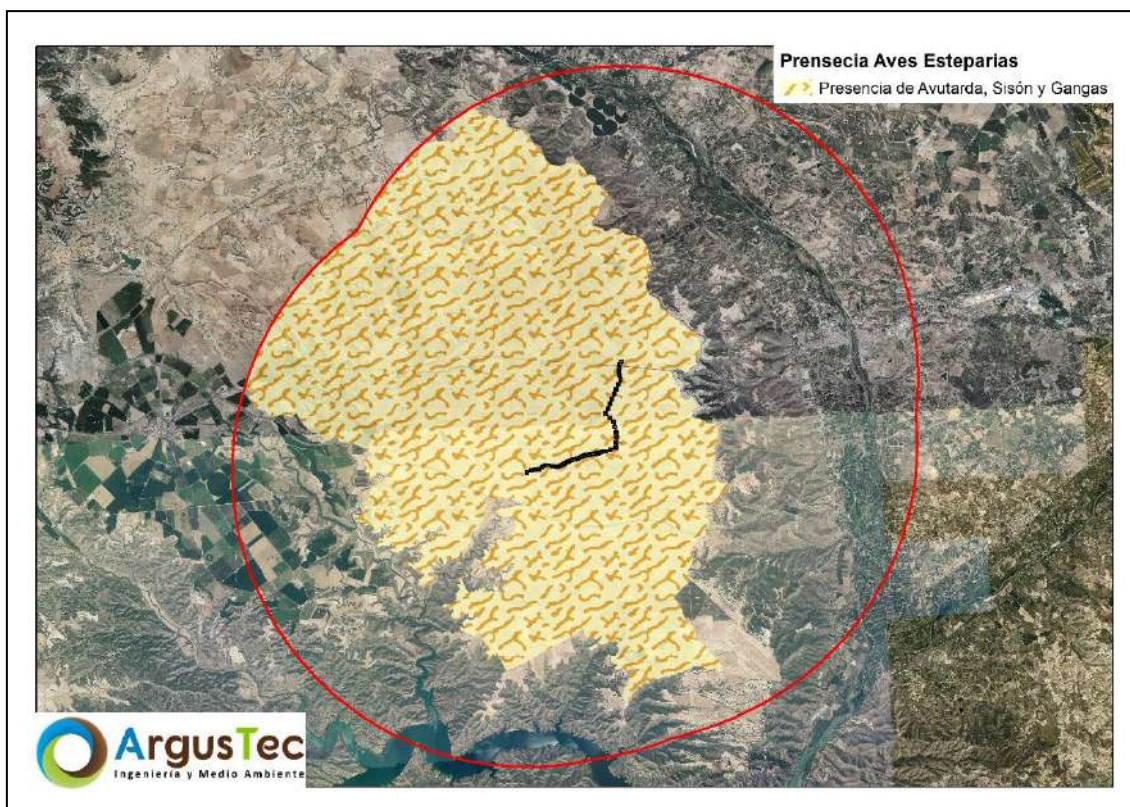 Prensecia Aves Esteparias
Presencia de Avutarda, Sisón y Gangas
ArgusTec
Ingeniería y Medio Ambiente